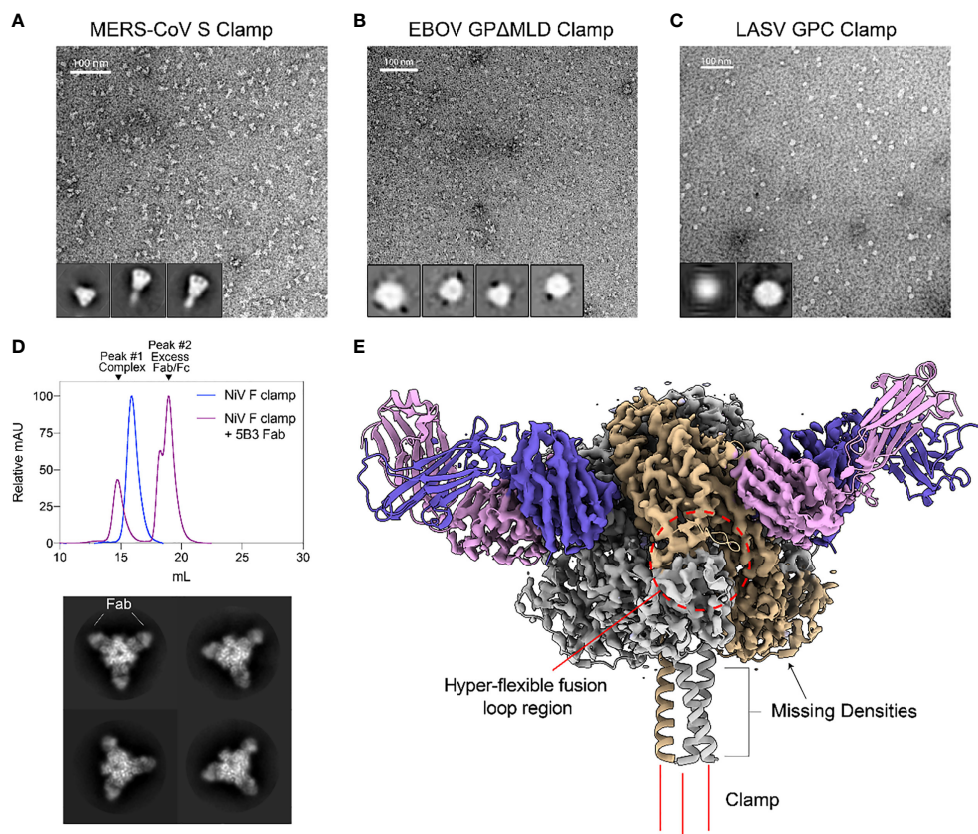 A
MERS-CoV S Clamp
100 nm
B
EBOV GPΔMLD Clamp
100 nm
C
LASV GPC Clamp
100 nm
D
Peak #1
Complex
Peak #2
Excess
Fab/Fc
NiV F clamp
NiV F clamp
+ 5B3 Fab
Relative mAU
100
75
50
25
0
10
15
20
25
30
mL
Fab
E
Hyper-flexible fusion
loop region
Missing Densities
Clamp